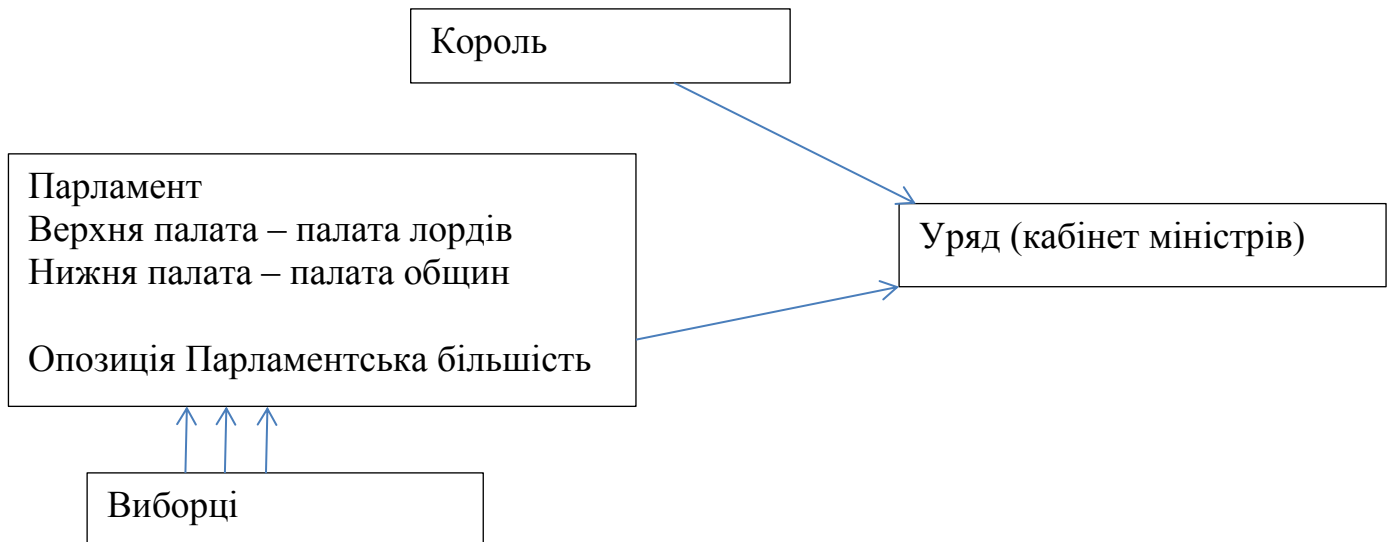 Король
Парламент
Верхня палата – палата лордів
Нижня палата – палата общин
Опозиція Парламентська більшість
Уряд (кабінет міністрів)
Виборці